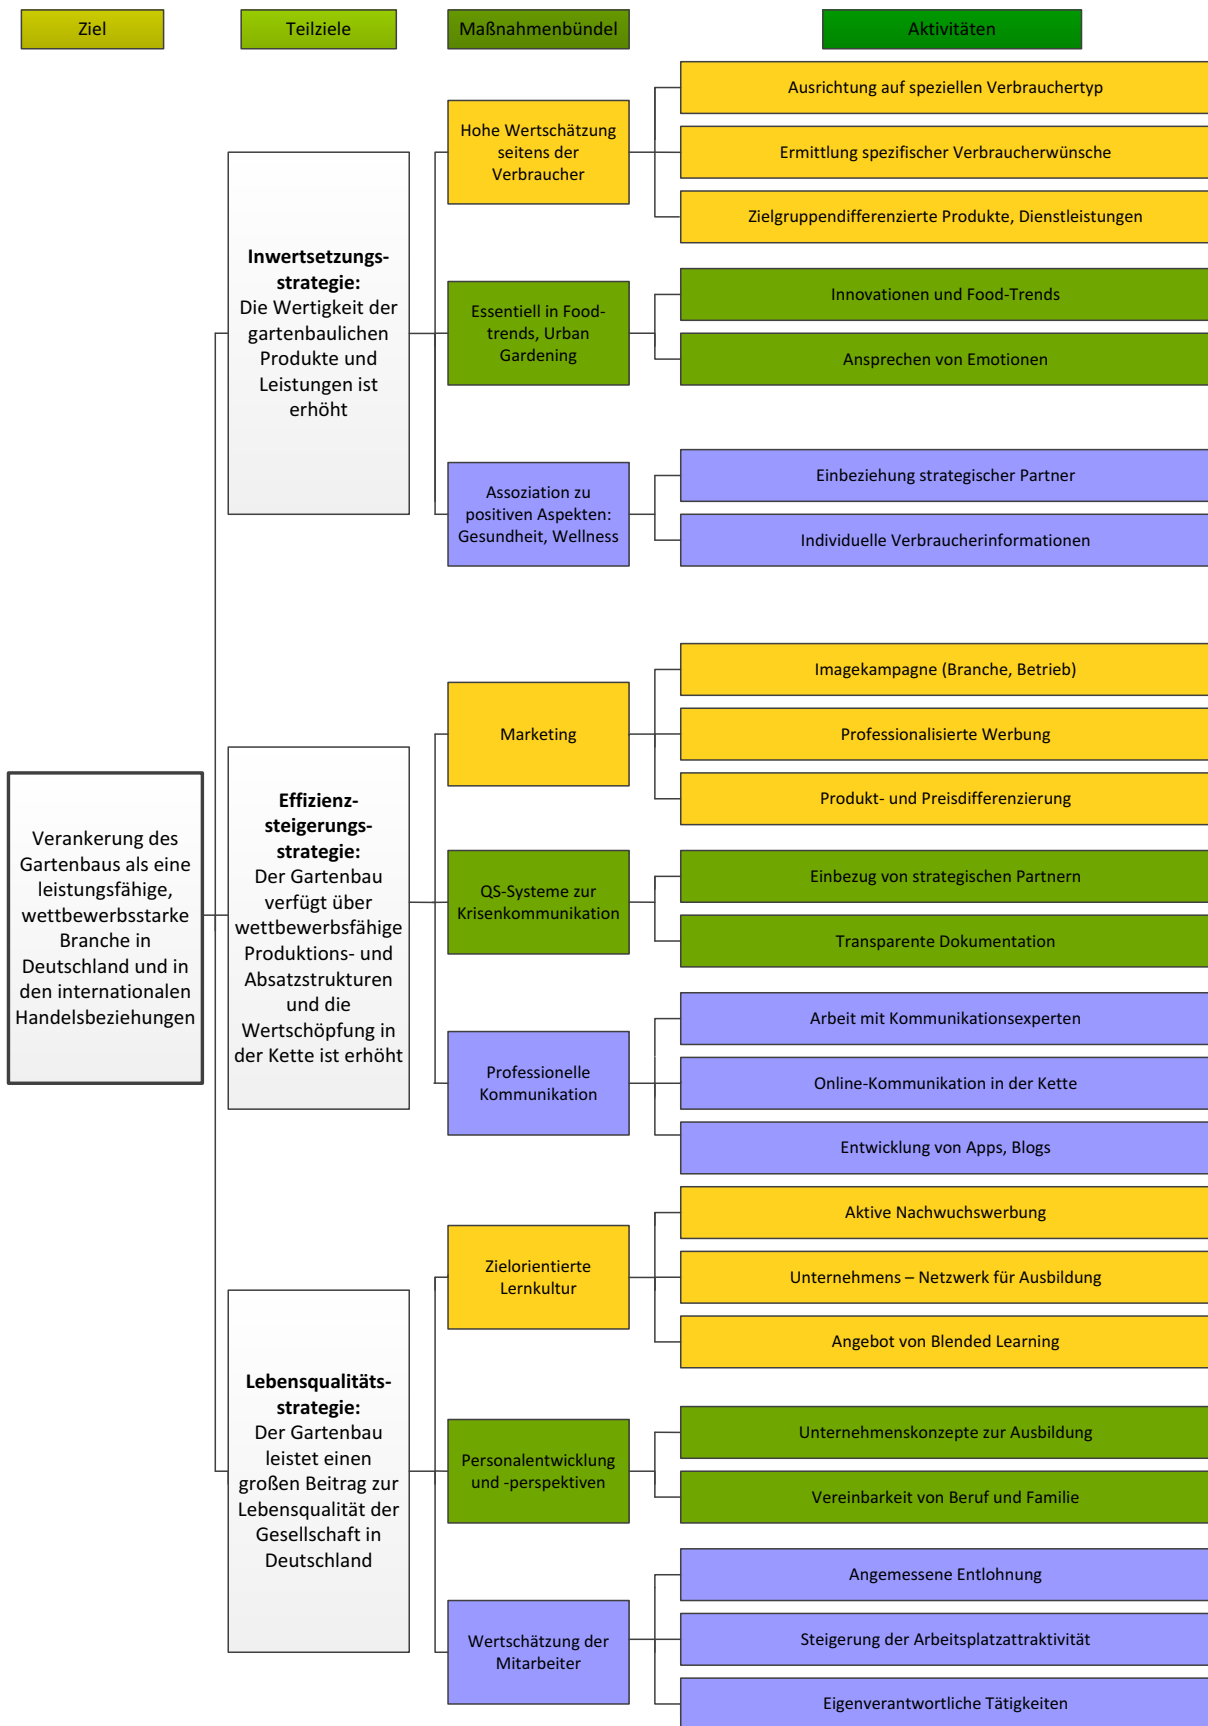 Ziel
Teilziele
Maßnahmenbündel
Aktivitäten
Verankerung des
Gartenbaus als eine
leistungsfähige,
wettbewerbsstarke
Branche in
Deutschland und in
den internationalen
Handelsbeziehungen
Inwertsetzungs-
strategie:
Die Wertigkeit der
gartenbaulichen
Produkte und
Leistungen ist
erhöht
Hohe Wertschätzung
seitens der
Verbraucher
Ausrichtung auf speziellen Verbrauchertyp
Ermittlung spezifischer Verbraucherwünsche
Zielgruppendifferenzierte Produkte, Dienstleistungen
Essentiell in Food-
trends, Urban
Gardening
Innovationen und Food-Trends
Ansprechen von Emotionen
Assoziation zu
positiven Aspekten:
Gesundheit, Wellness
Einbeziehung strategischer Partner
Individuelle Verbraucherinformationen
Effizienz-
steigerungs-
strategie:
Der Gartenbau
verfügt über
wettbewerbsfähige
Produktions- und
Absatzstrukturen
und die
Wertschöpfung in
der Kette ist erhöht
Marketing
Imagekampagne (Branche, Betrieb)
Professionalisierte Werbung
Produkt- und Preisdifferenzierung
QS-Systeme zur
Krisenkommunikation
Einbezug von strategischen Partnern
Transparente Dokumentation
Professionelle
Kommunikation
Arbeit mit Kommunikationsexperten
Online-Kommunikation in der Kette
Entwicklung von Apps, Blogs
Lebensqualitäts-
strategie:
Der Gartenbau
leistet einen
großen Beitrag zur
Lebensqualität der
Gesellschaft in
Deutschland
Zielorientierte
Lernkultur
Aktive Nachwuchswerbung
Unternehmens – Netzwerk für Ausbildung
Angebot von Blended Learning
Personalentwicklung
und -perspektiven
Unternehmenskonzepte zur Ausbildung
Vereinbarkeit von Beruf und Familie
Wertschätzung der
Mitarbeiter
Angemessene Entlohnung
Steigerung der Arbeitsplatzattraktivität
Eigenverantwortliche Tätigkeiten